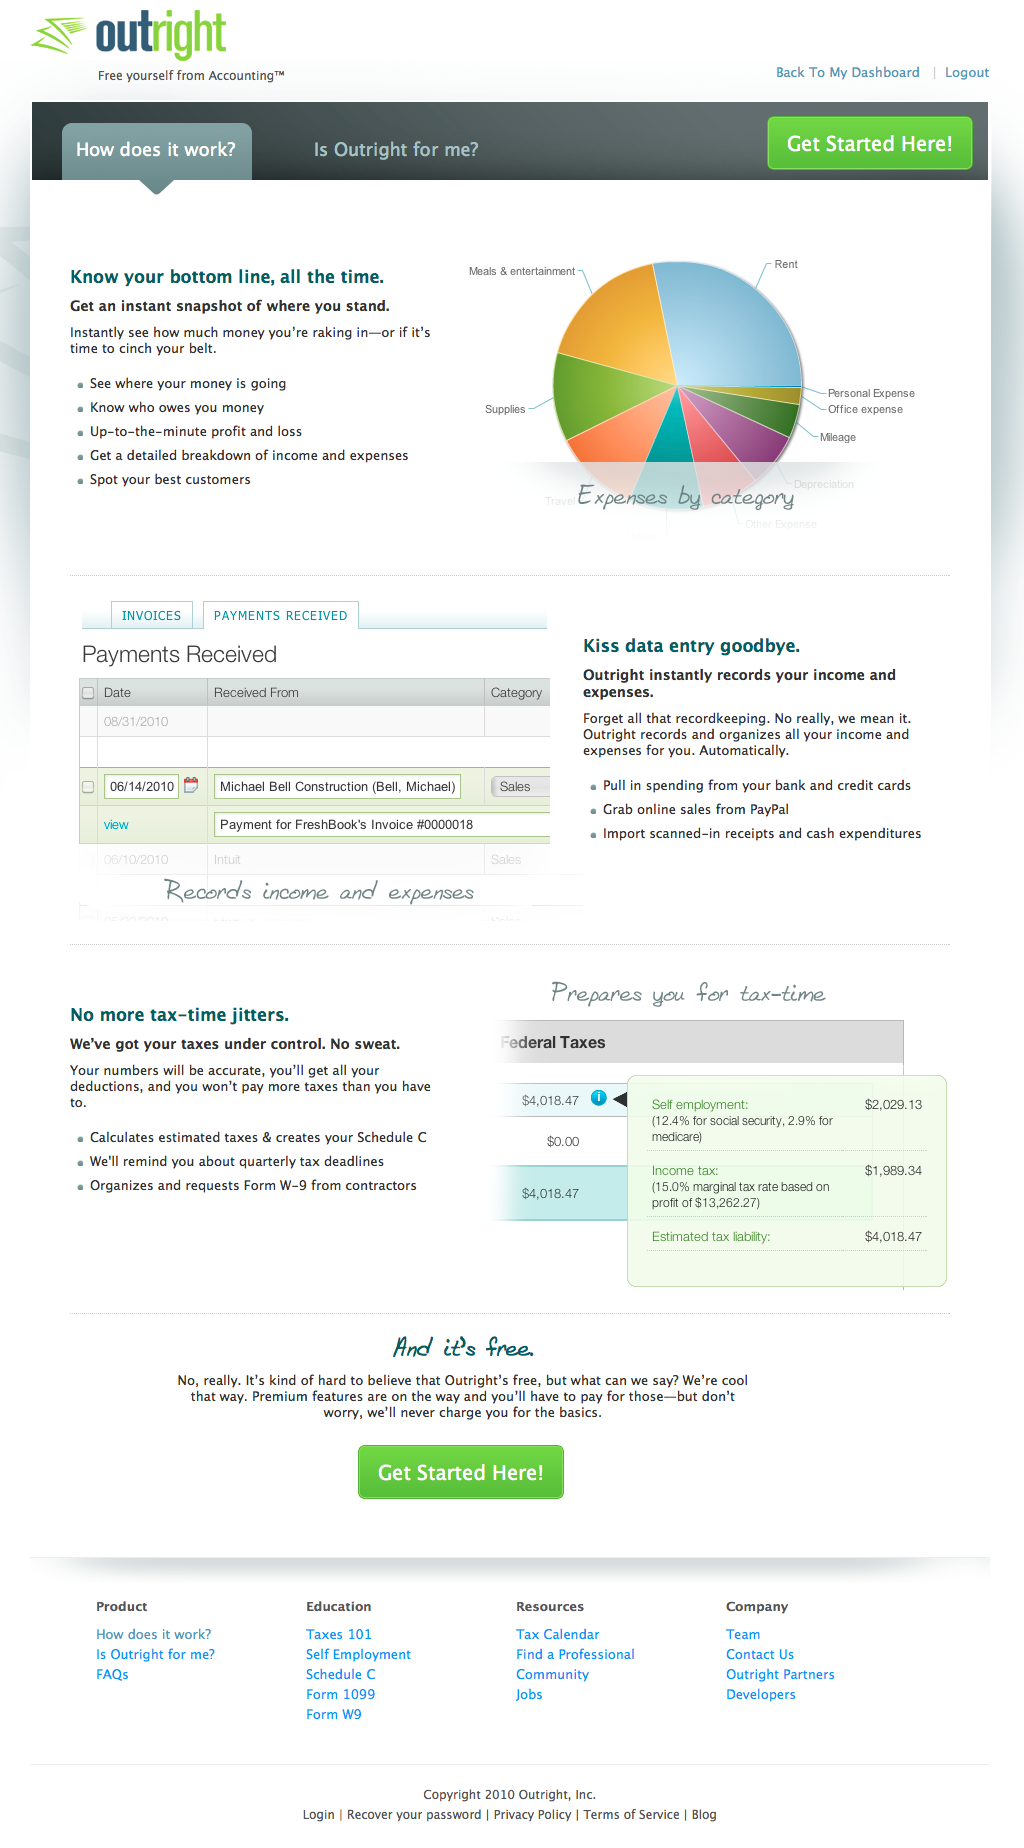 outright
Free yourself from Accounting™
Back To My Dashboard | Logout
How does it work?
Is Outright for me?
Get Started Here!
Know your bottom line, all the time.
Get an instant snapshot of where you stand.
Instantly see how much money you're raking in—or if it's
time to cinch your belt.
See where your money is going
Know who owes you money
Up-to-the-minute profit and loss
Get a detailed breakdown of income and expenses
Spot your best customers
Meals & entertainment
Rent
Personal Expense
Office expense
Supplies
Mileage
Depreciation
Travel
Expenses by category
Other Expense
INVOICES
PAYMENTS RECEIVED
Payments Received
Date Received From Category
08/31/2010
06/14/2010 Michael Bell Construction (Bell, Michael) Sales
view Payment for FreshBook's Invoice #0000018
06/10/2010 Intuit Sales
Records income and expenses
Kiss data entry goodbye.
Outright instantly records your income and
expenses.
Forget all that recordkeeping. No really, we mean it.
Outright records and organizes all your income and
expenses for you. Automatically.
Pull in spending from your bank and credit cards
Grab online sales from PayPal
Import scanned-in receipts and cash expenditures
No more tax-time jitters.
We've got your taxes under control. No sweat.
Your numbers will be accurate, you'll get all your
deductions, and you won't pay more taxes than you have
to.
Calculates estimated taxes & creates your Schedule C
We'll remind you about quarterly tax deadlines
Organizes and requests Form W-9 from contractors
Prepares you for tax-time
Federal Taxes
$4,018.47 i
$0.00
$4,018.47
Self employment: $2,029.13
(12.4% for social security, 2.9% for
medicare)
Income tax: $1,989.34
(15.0% marginal tax rate based on
profit of $13,262.27)
Estimated tax liability: $4,018.47
And it's free.
No, really. It's kind of hard to believe that Outright's free, but what can we say? We're cool
that way. Premium features are on the way and you'll have to pay for those—but don't
worry, we'll never charge you for the basics.
Get Started Here!
Product
How does it work?
Is Outright for me?
FAQs
Education
Taxes 101
Self Employment
Schedule C
Form 1099
Form W9
Resources
Tax Calendar
Find a Professional
Community
Jobs
Company
Team
Contact Us
Outright Partners
Developers
Copyright 2010 Outright, Inc.
Login | Recover your password | Privacy Policy | Terms of Service | Blog